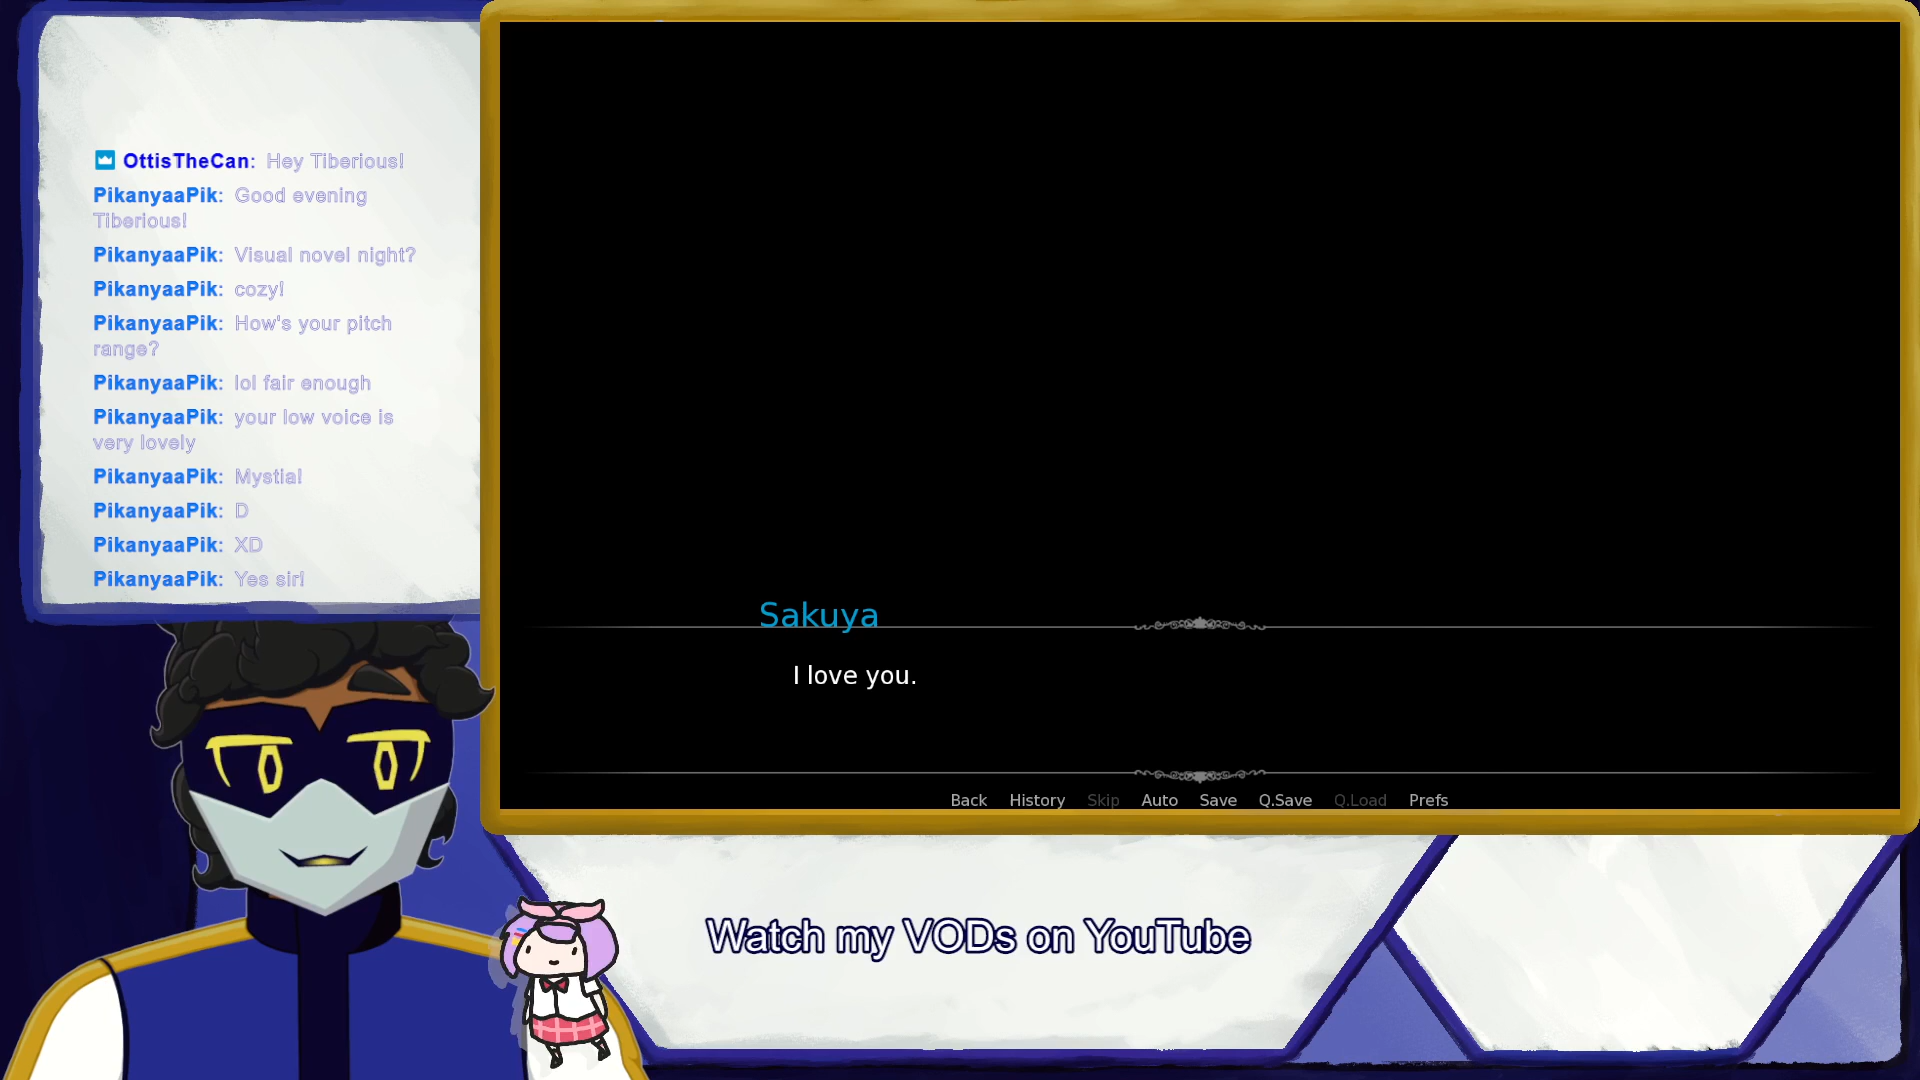 OttisTheCan: Hey Tiberious!
PikanyaaPik: Good evening
Tiberious!
PikanyaaPik: Visual novel night?
PikanyaaPik: cozy!
PikanyaaPik: How's your pitch
range?
PikanyaaPik: lol fair enough
PikanyaaPik: your low voice is
very lovely
PikanyaaPik: Mystia!
PikanyaaPik: D
PikanyaaPik: XD
PikanyaaPik: Yes sir!
Sakuya
I love you.
Back History Skip Auto Save Q.Save Q.Load Prefs
Watch my VODs on YouTube